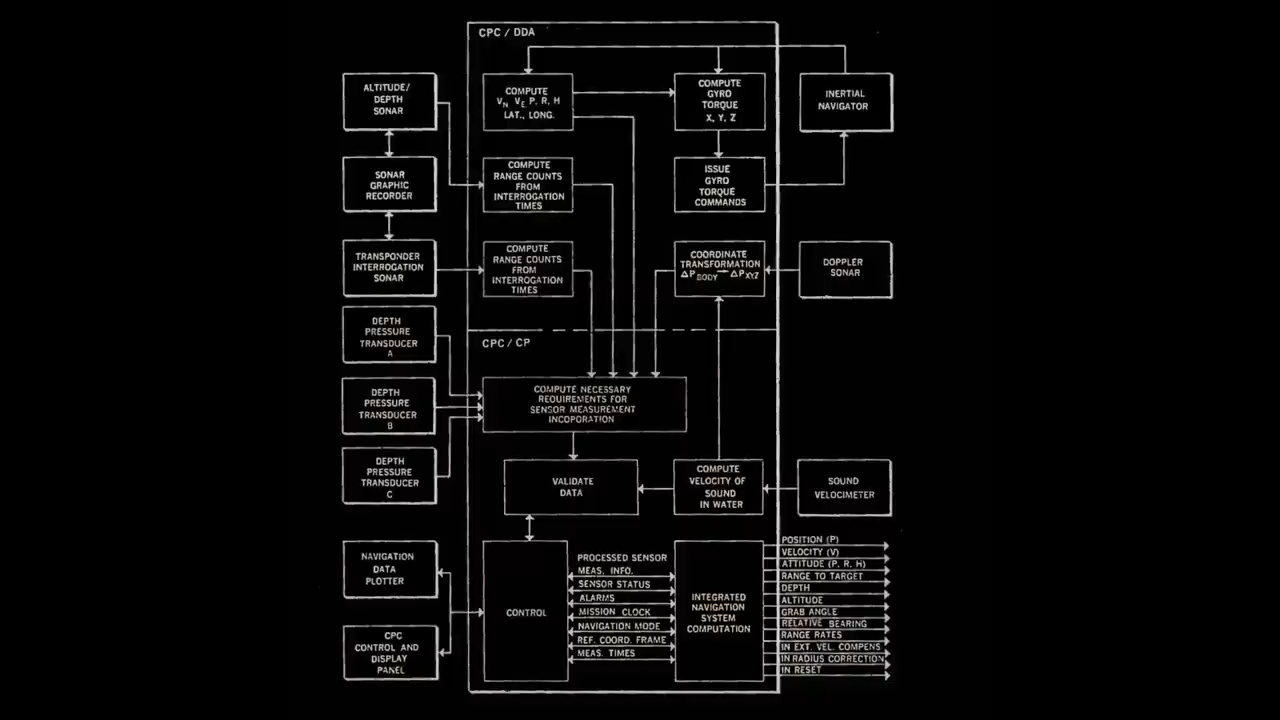 CPC / DDA
ALTITUDE/
DEPTH
SONAR
COMPUTE
VN VE P, R, H
LAT., LONG.
COMPUTE
GYRO
TORQUE
X, Y, Z
INERTIAL
NAVIGATOR
SONAR
GRAPHIC
RECORDER
COMPUTE
RANGE COUNTS
FROM
INTERROGATION
TIMES
ISSUE
GYRO
TORQUE
COMMANDS
TRANSPONDER
INTERROGATION
SONAR
COMPUTE
RANGE COUNTS
FROM
INTERROGATION
TIMES
COORDINATE
TRANSFORMATION
ΔPBODY → ΔPXYZ
DOPPLER
SONAR
DEPTH
PRESSURE
TRANSDUCER
A
CPC / CP
DEPTH
PRESSURE
TRANSDUCER
B
COMPUTE NECESSARY
REQUIREMENTS FOR
SENSOR MEASUREMENT
INCOPORATION
DEPTH
PRESSURE
TRANSDUCER
C
VALIDATE
DATA
COMPUTE
VELOCITY OF
SOUND
IN WATER
SOUND
VELOCIMETER
NAVIGATION
DATA
PLOTTER
CPC
CONTROL AND
DISPLAY
PANEL
CONTROL
PROCESSED SENSOR
MEAS. INFO.
SENSOR STATUS
ALARMS
MISSION CLOCK
NAVIGATION MODE
REF. COORD. FRAME
MEAS. TIMES
INTEGRATED
NAVIGATION
SYSTEM
COMPUTATION
POSITION (P)
VELOCITY (V)
ATTITUDE (P, R, H)
RANGE TO TARGET
DEPTH
ALTITUDE
GRAB ANGLE
RELATIVE BEARING
RANGE RATES
IN EXT. VEL. COMPENS
IN RADIUS CORRECTION
IN RESET